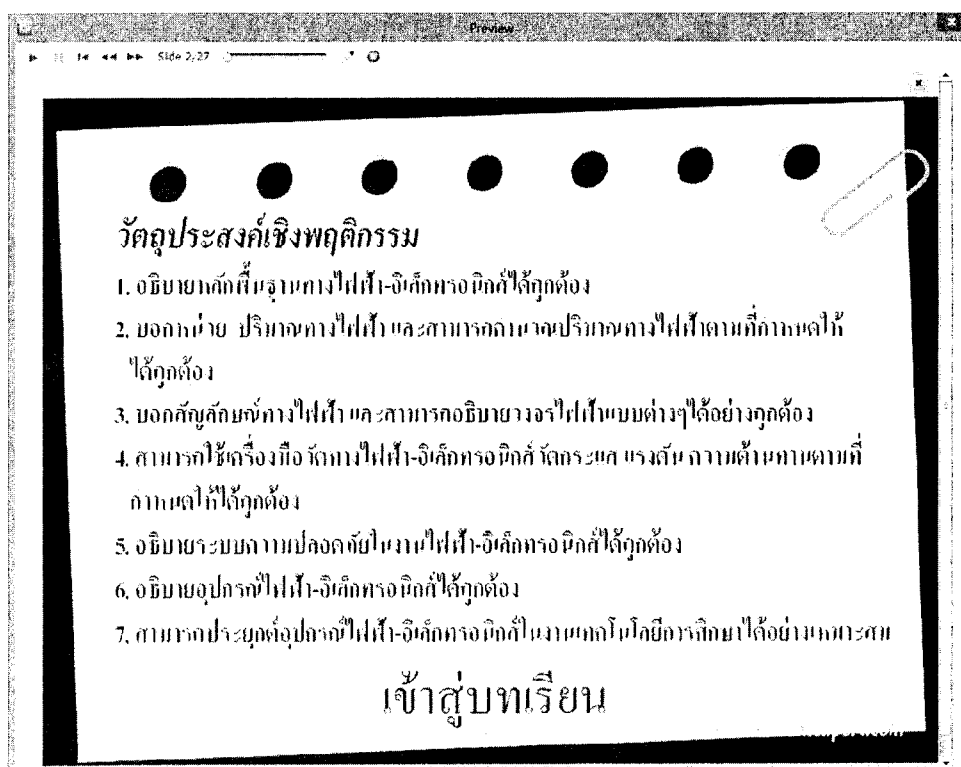 Preview
Slide 2/27
วัตถุประสงค์เชิงพฤติกรรม
1. อธิบายหลักพื้นฐานทางไฟฟ้า-อิเล็กทรอนิกส์ได้ถูกต้อง
2. บอกหน่วย ปริมาณทางไฟฟ้า และสามารถคำนวณปริมาณทางไฟฟ้าตามที่กำหนดให้
ได้ถูกต้อง
3. บอกสัญลักษณ์ทางไฟฟ้า และสามารถอธิบายวงจรไฟฟ้าแบบต่างๆได้อย่างถูกต้อง
4. สามารถใช้เครื่องมือวัดทางไฟฟ้า-อิเล็กทรอนิกส์ วัดกระแส แรงดัน ความต้านทานตามที่
กำหนดให้ได้ถูกต้อง
5. อธิบายระบบความปลอดภัยในงานไฟฟ้า-อิเล็กทรอนิกส์ได้ถูกต้อง
6. อธิบายอุปกรณ์ไฟฟ้า-อิเล็กทรอนิกส์ได้ถูกต้อง
7. สามารถประยุกต์อุปกรณ์ไฟฟ้า-อิเล็กทรอนิกส์ในงานเทคโนโลยีการศึกษาได้อย่างเหมาะสม
เข้าสู่บทเรียน